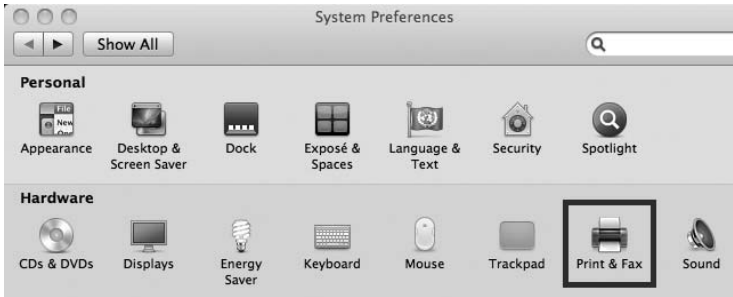 System Preferences
Show All
Personal
File
New
Appearance
Desktop &
Screen Saver
Dock
Exposé &
Spaces
Language &
Text
Security
Spotlight
Hardware
CDs & DVDs
Displays
Energy
Saver
Keyboard
Mouse
Trackpad
Print & Fax
Sound